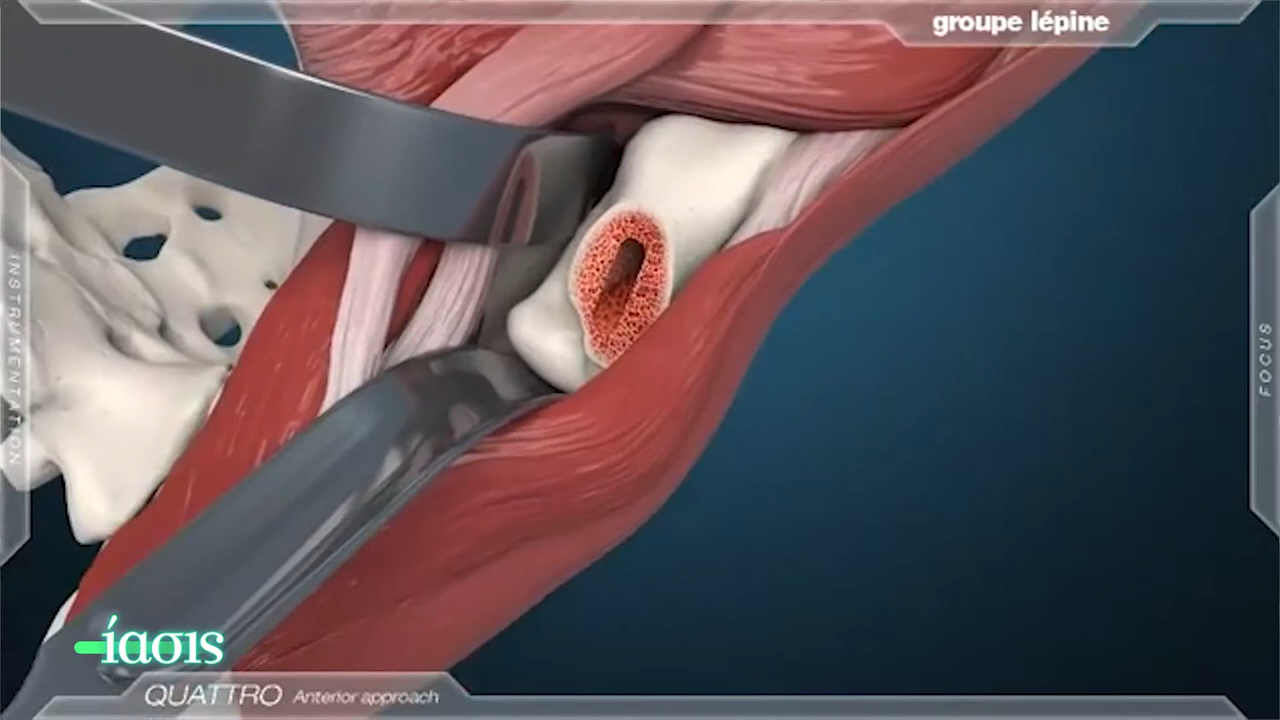 groupe lépine
INSTRUMENTATION
FOCUS
ίασις
QUATTRO Anterior approach